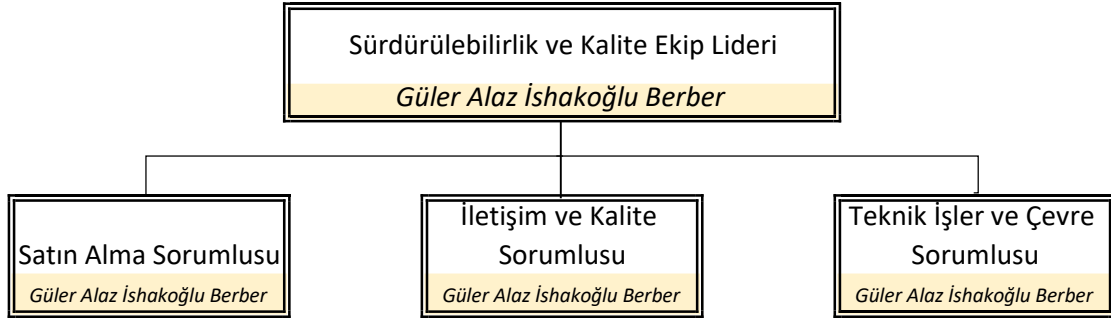 Sürdürülebilirlik ve Kalite Ekip Lideri
Güler Alaz İshakoğlu Berber
Satın Alma Sorumlusu
Güler Alaz İshakoğlu Berber
İletişim ve Kalite
Sorumlusu
Güler Alaz İshakoğlu Berber
Teknik İşler ve Çevre
Sorumlusu
Güler Alaz İshakoğlu Berber